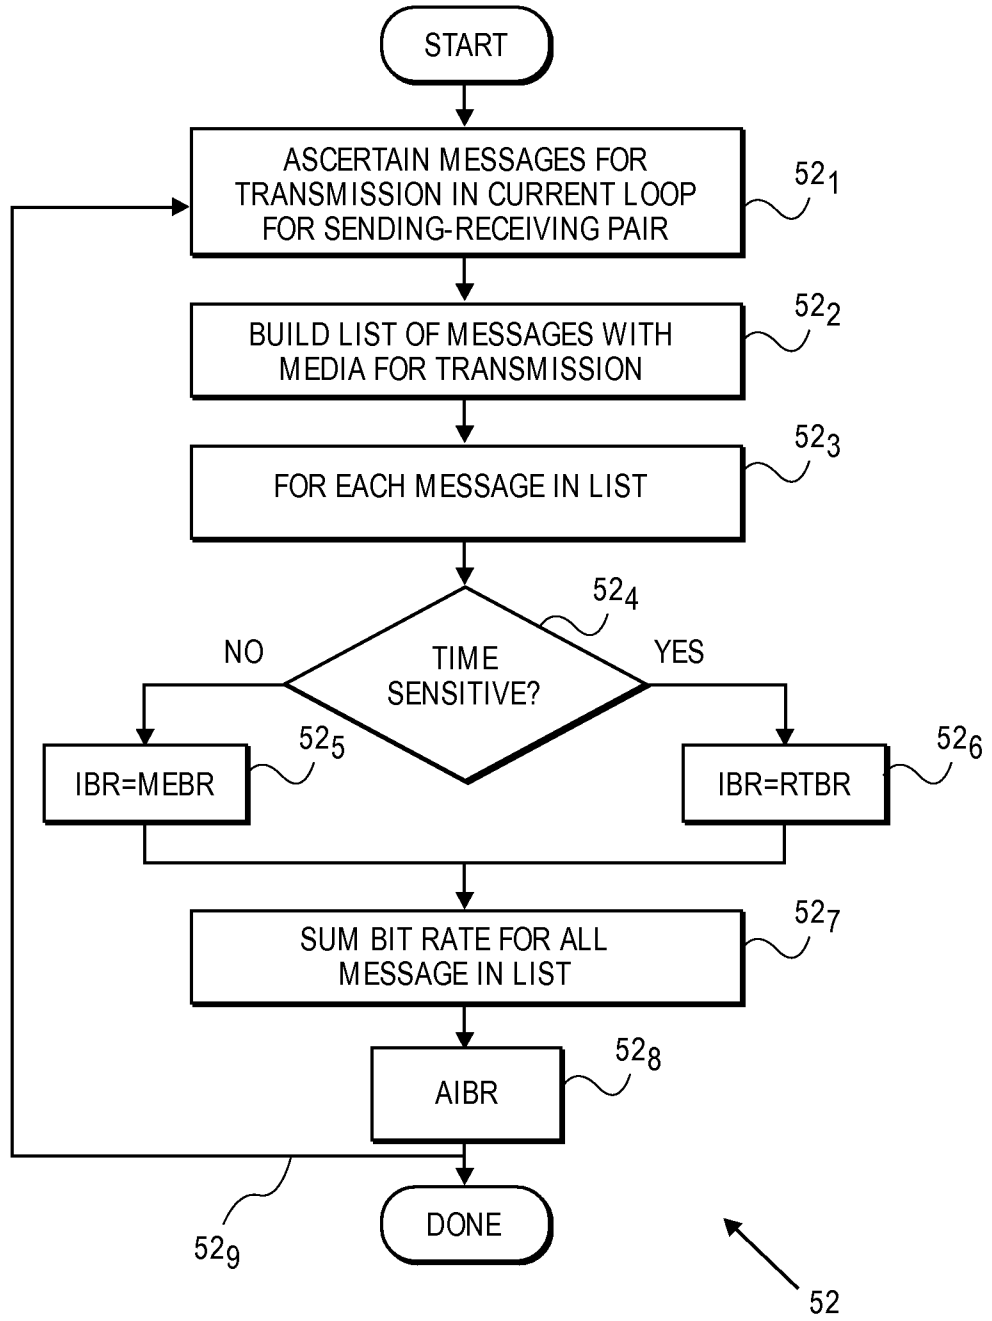 START
ASCERTAIN MESSAGES FOR
TRANSMISSION IN CURRENT LOOP
FOR SENDING-RECEIVING PAIR
52₁
BUILD LIST OF MESSAGES WITH
MEDIA FOR TRANSMISSION
52₂
FOR EACH MESSAGE IN LIST
52₃
TIME
SENSITIVE?
52₄
NO
YES
IBR=MEBR
52₅
IBR=RTBR
52₆
SUM BIT RATE FOR ALL
MESSAGE IN LIST
52₇
AIBR
52₈
52₉
DONE
52